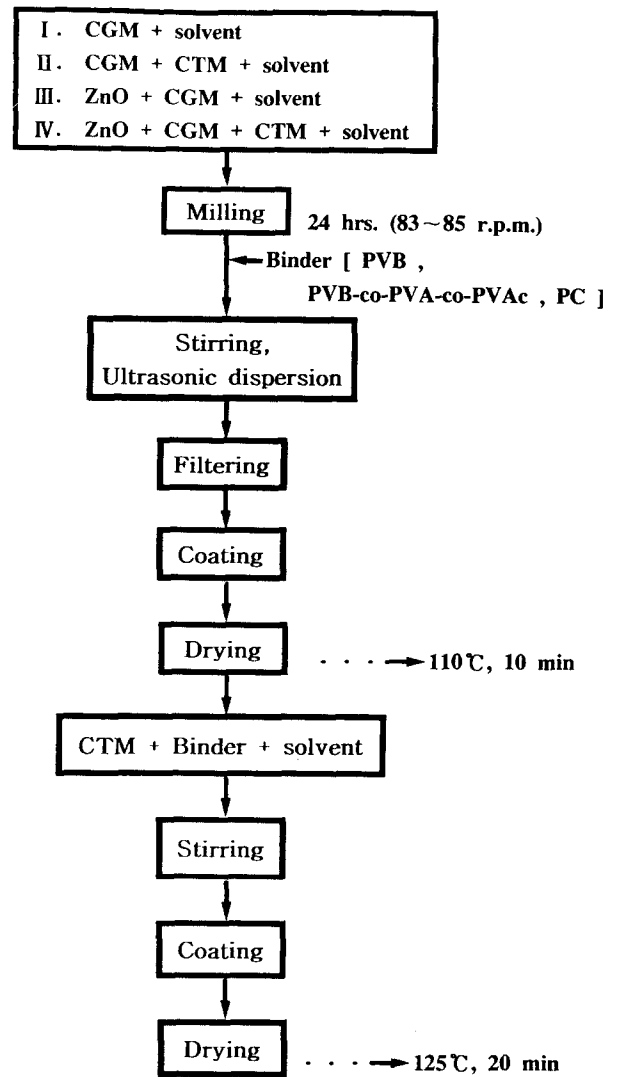 Ⅰ. CGM + solvent
Ⅱ. CGM + CTM + solvent
Ⅲ. ZnO + CGM + solvent
Ⅳ. ZnO + CGM + CTM + solvent
Milling 24 hrs. (83~85 r.p.m.)
Binder [ PVB ,
PVB-co-PVA-co-PVAc , PC ]
Stirring,
Ultrasonic dispersion
Filtering
Coating
Drying . . . 110℃, 10 min
CTM + Binder + solvent
Stirring
Coating
Drying . . . 125℃, 20 min